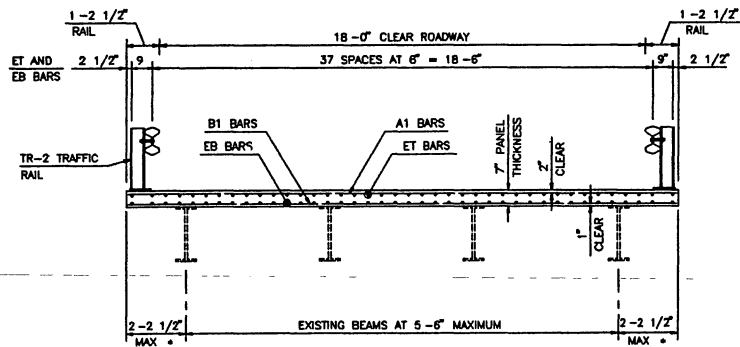 1 -2 1/2" 1 -2 1/2"
RAIL 18 -0" CLEAR ROADWAY RAIL
ET AND 2 1/2" 9 37 SPACES AT 6" = 18 -6" 9" 2 1/2"
EB BARS
B1 BARS A1 BARS
EB BARS ET BARS
7" PANEL
THICKNESS
2"
CLEAR
TR-2 TRAFFIC
RAIL
1"
CLEAR
2 -2 1/2" EXISTING BEAMS AT 5 -6" MAXIMUM 2 -2 1/2"
MAX * MAX *